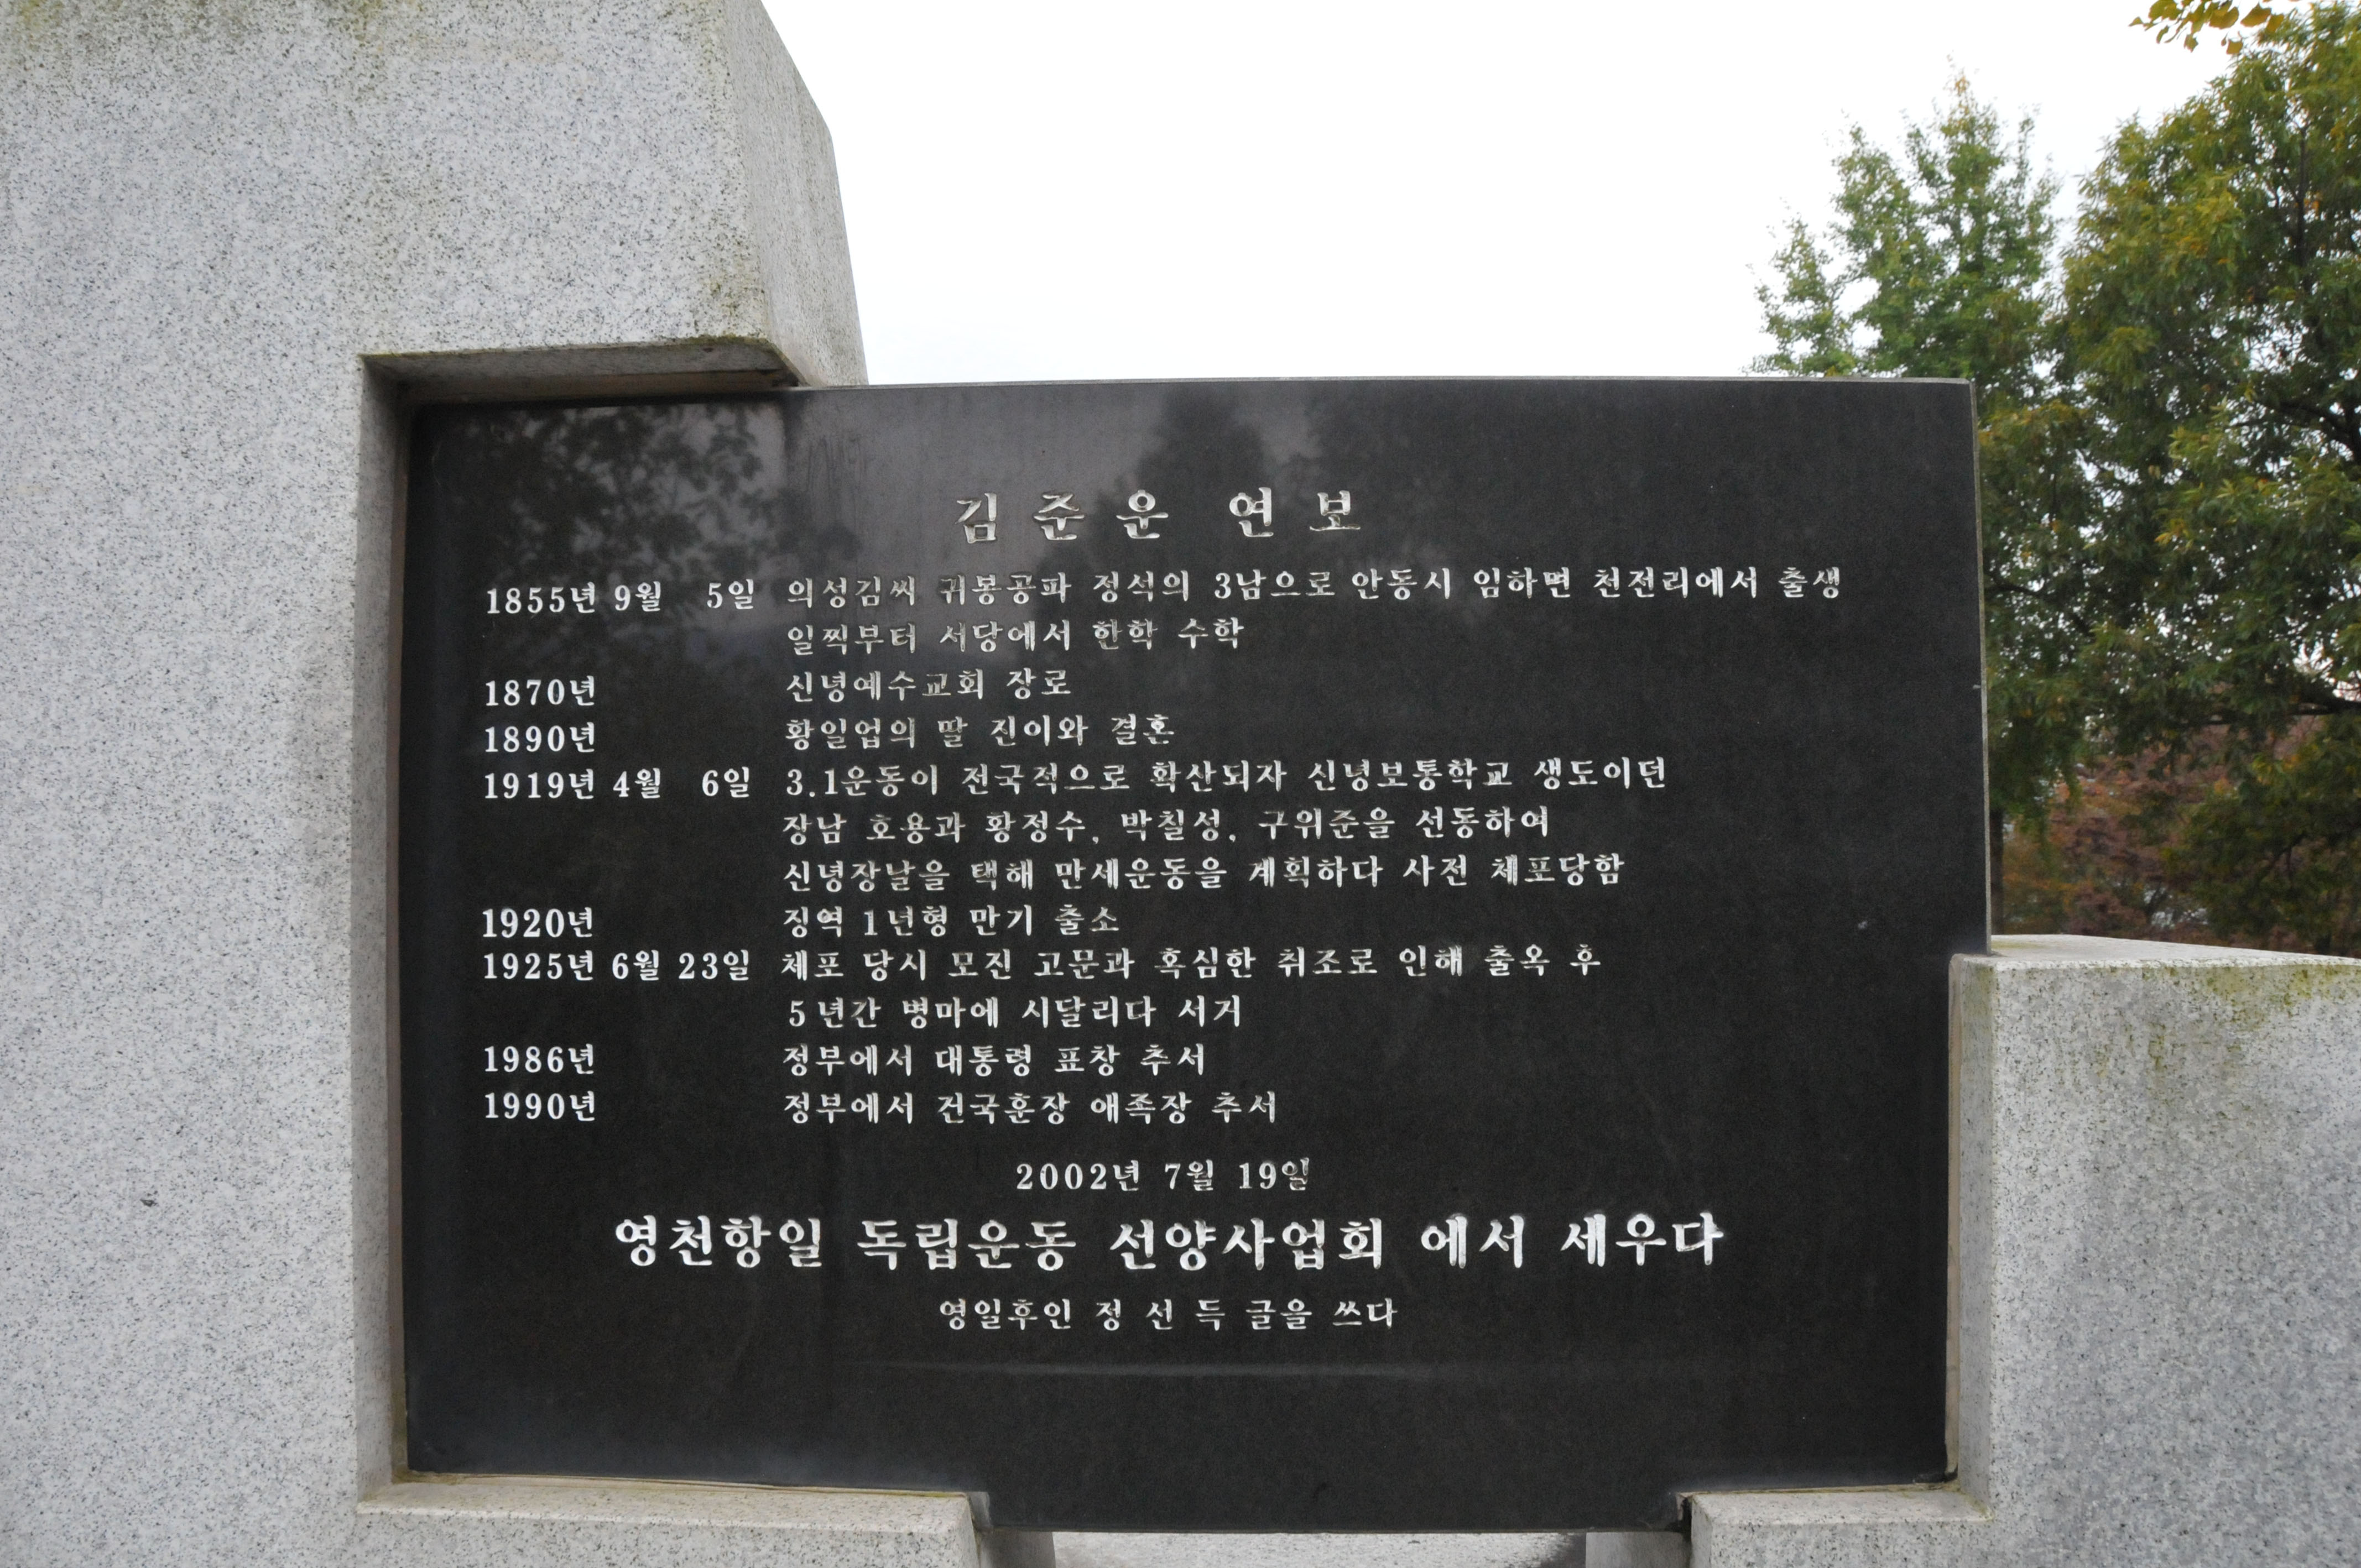 김준운 연보
1855년 9월 5일 의성김씨 귀봉공파 정석의 3남으로 안동시 임하면 천전리에서 출생
일찍부터 서당에서 한학 수학
1870년 신녕예수교회 장로
1890년 황일업의 딸 진이와 결혼
1919년 4월 6일 3.1운동이 전국적으로 확산되자 신녕보통학교 생도이던
장남 호용과 황정수, 박칠성, 구위준을 선동하여
신녕장날을 택해 만세운동을 계획하다 사전 체포당함
1920년 징역 1년형 만기 출소
1925년 6월 23일 체포 당시 모진 고문과 혹심한 취조로 인해 출옥 후
5년간 병마에 시달리다 서거
1986년 정부에서 대통령 표창 추서
1990년 정부에서 건국훈장 애족장 추서
2002년 7월 19일
영천항일 독립운동 선양사업회 에서 세우다
영일후인 정 선 득 글을 쓰다